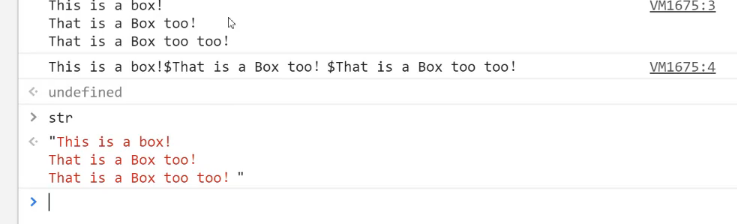 This is a box! VM1675:3
That is a Box too!
That is a Box too too!
This is a box!$That is a Box too! $That is a Box too too! VM1675:4
undefined
> str
"This is a box!
That is a Box too!
That is a Box too too! "
>